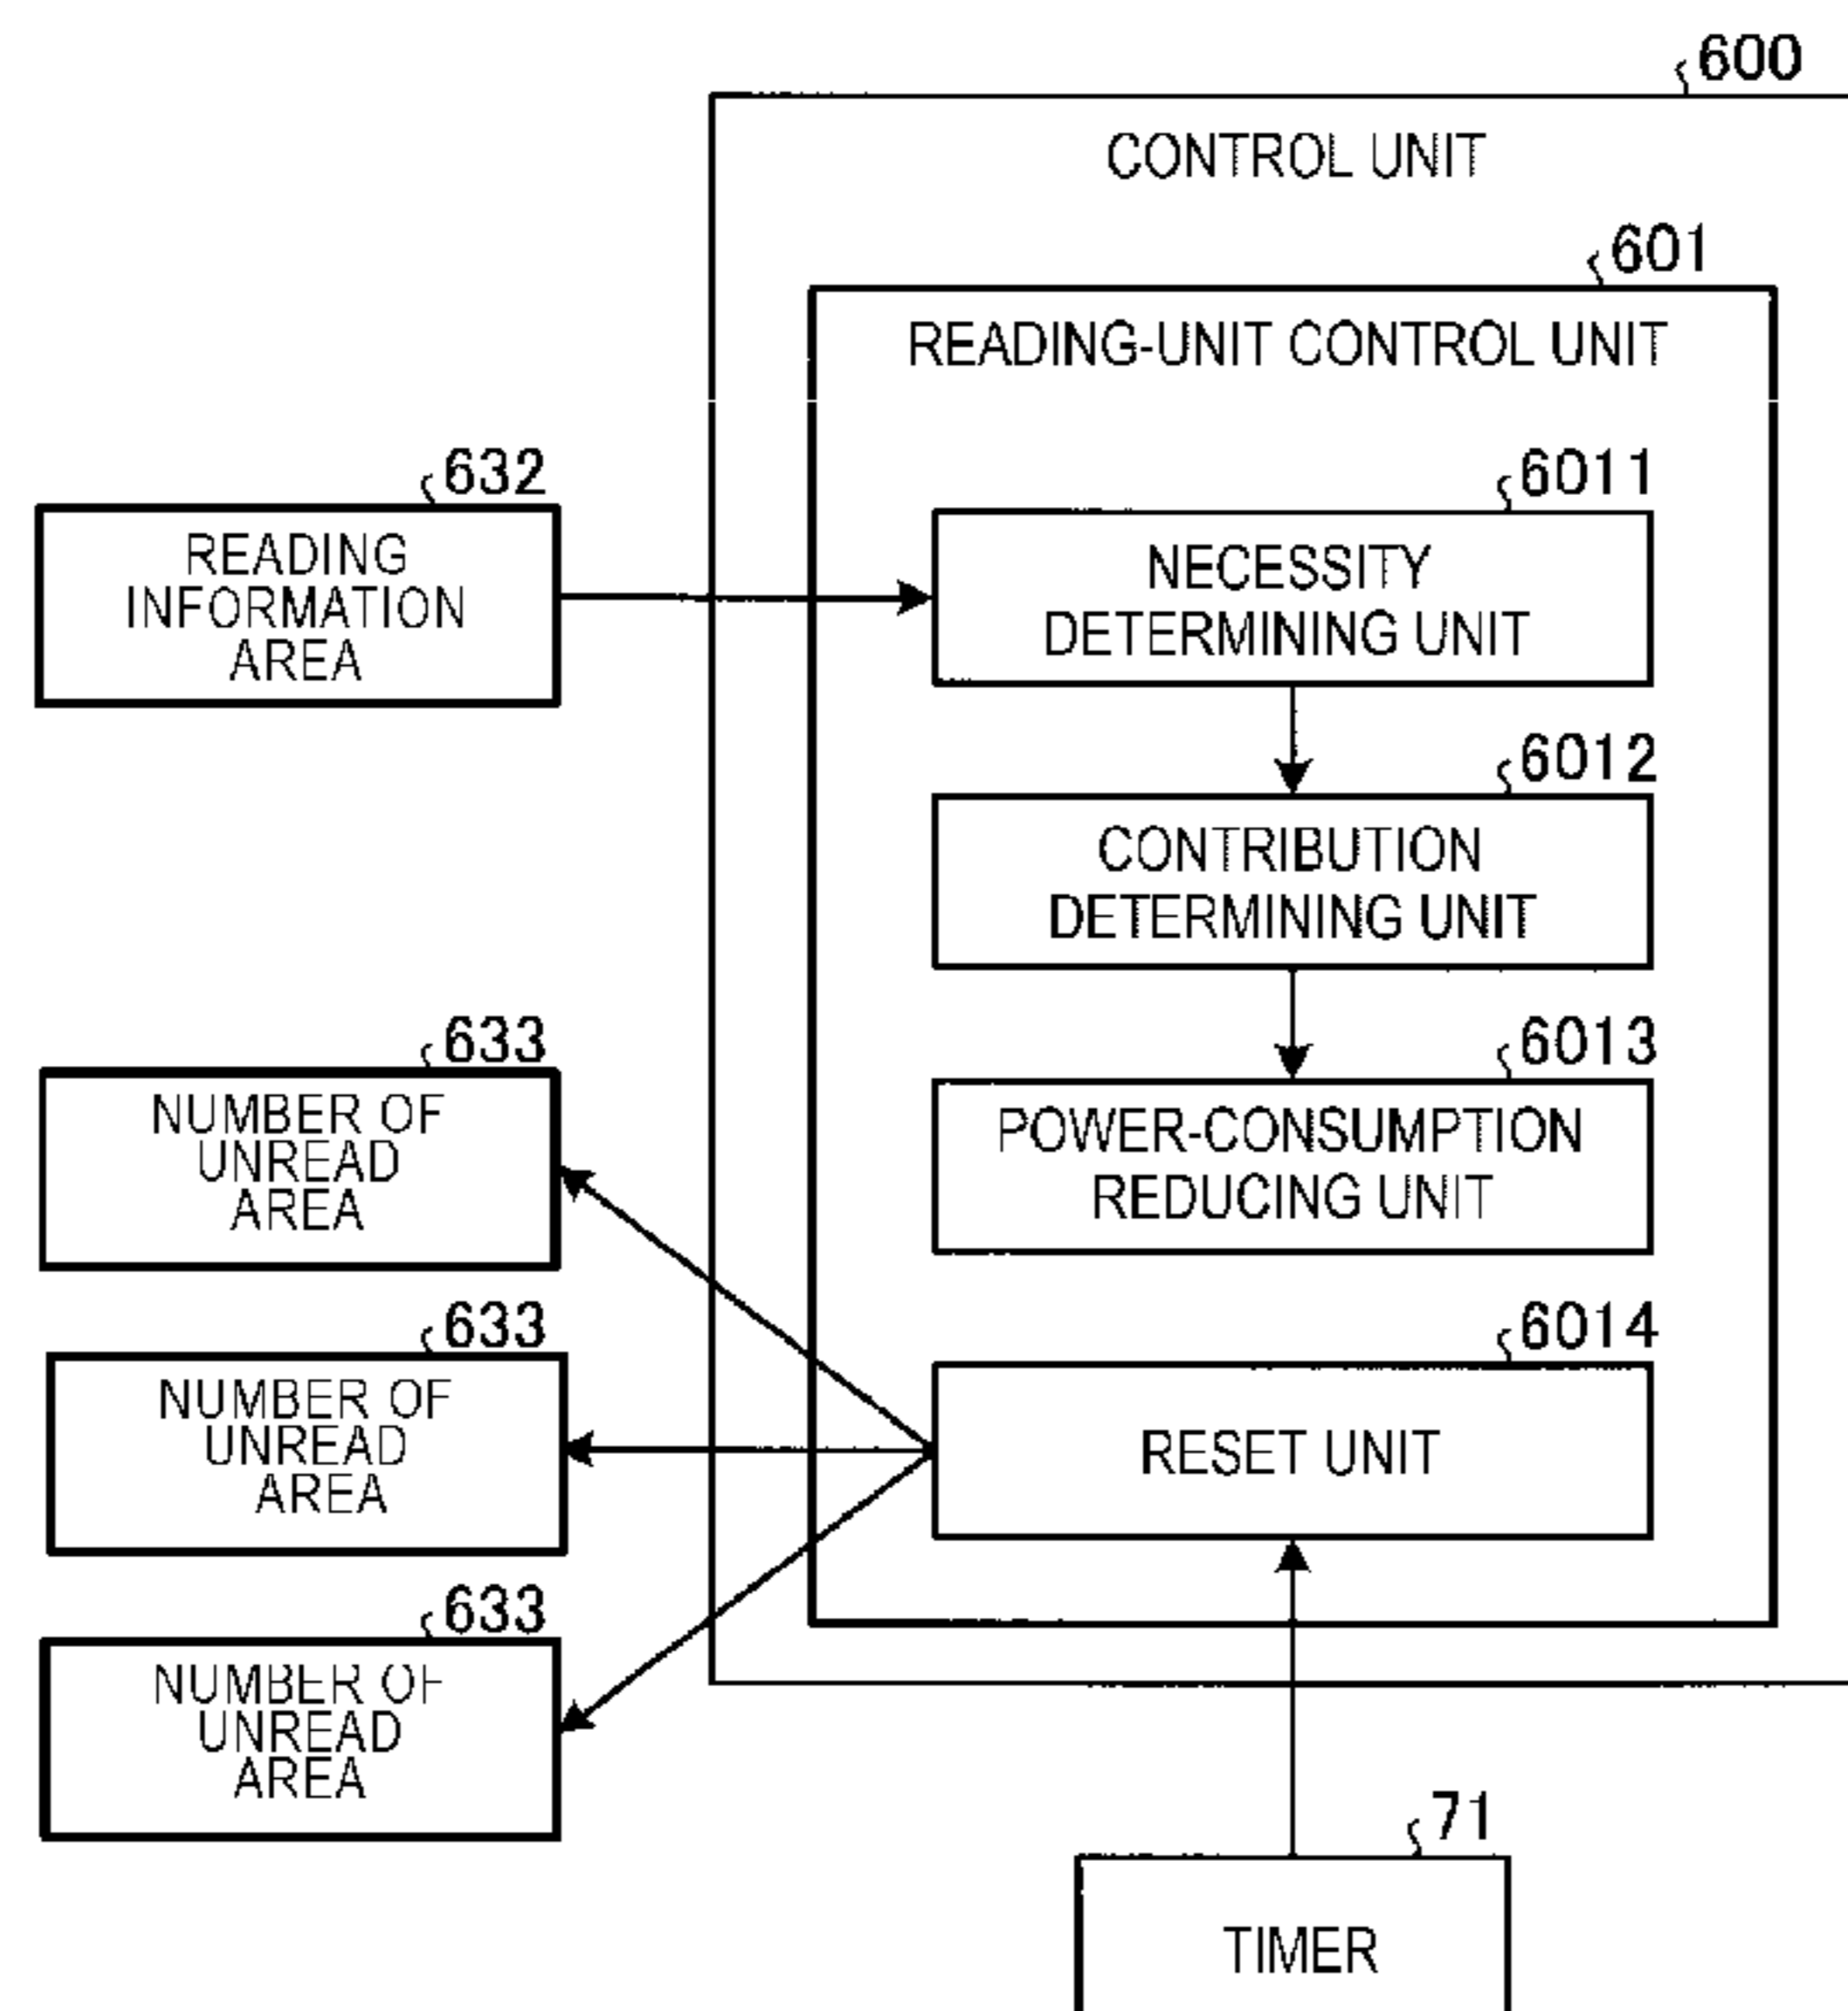 600
CONTROL UNIT
601
READING-UNIT CONTROL UNIT
632
READING
INFORMATION
AREA
6011
NECESSITY
DETERMINING UNIT
6012
CONTRIBUTION
DETERMINING UNIT
633
NUMBER OF
UNREAD
AREA
6013
POWER-CONSUMPTION
REDUCING UNIT
633
NUMBER OF
UNREAD
AREA
6014
RESET UNIT
633
NUMBER OF
UNREAD
AREA
71
TIMER